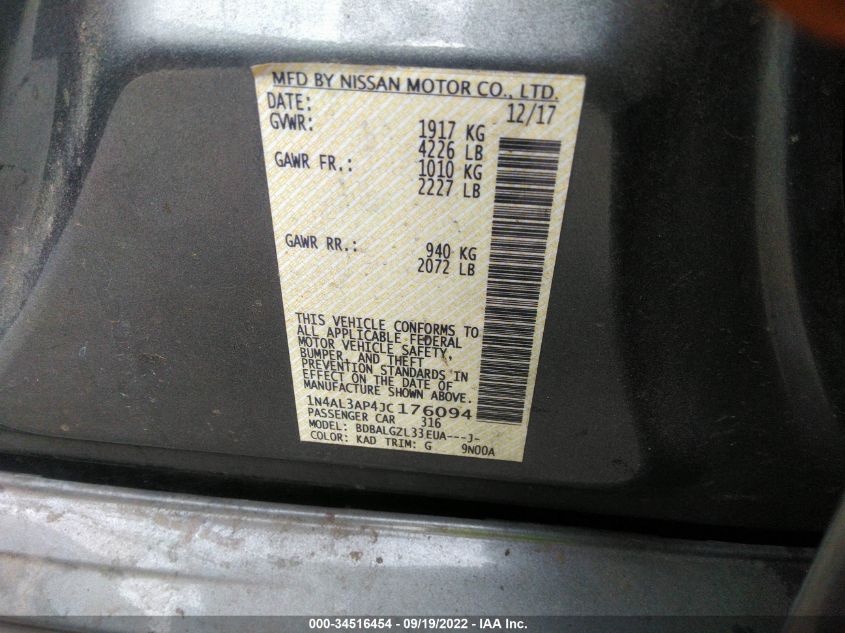 MFD BY NISSAN MOTOR CO., LTD.
DATE: 12/17
GVWR: 1917 KG
4226 LB
GAWR FR.: 1010 KG
2227 LB
GAWR RR.: 940 KG
2072 LB
THIS VEHICLE CONFORMS TO
ALL APPLICABLE FEDERAL
MOTOR VEHICLE SAFETY,
BUMPER, AND THEFT
PREVENTION STANDARDS IN
EFFECT ON THE DATE OF
MANUFACTURE SHOWN ABOVE.
1N4AL3AP4JC176094
PASSENGER CAR 316
MODEL: BDBALGZL33EUA---J-
COLOR: KAD TRIM: G 9N00A
000-34516454 - 09/19/2022 - IAA Inc.